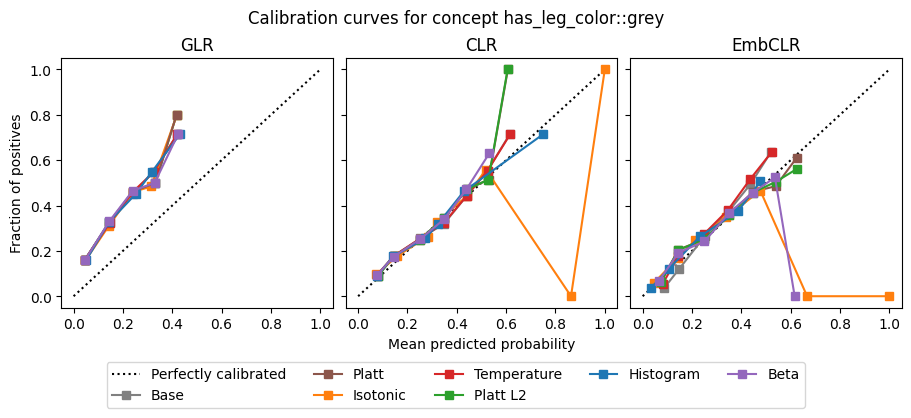 Calibration curves for concept has_leg_color::grey
GLR
CLR
EmbCLR
Fraction of positives
1.0
0.8
0.6
0.4
0.2
0.0
0.0 0.2 0.4 0.6 0.8 1.0
0.0 0.2 0.4 0.6 0.8 1.0
0.0 0.2 0.4 0.6 0.8 1.0
Mean predicted probability
Perfectly calibrated
Base
Platt
Isotonic
Temperature
Platt L2
Histogram
Beta